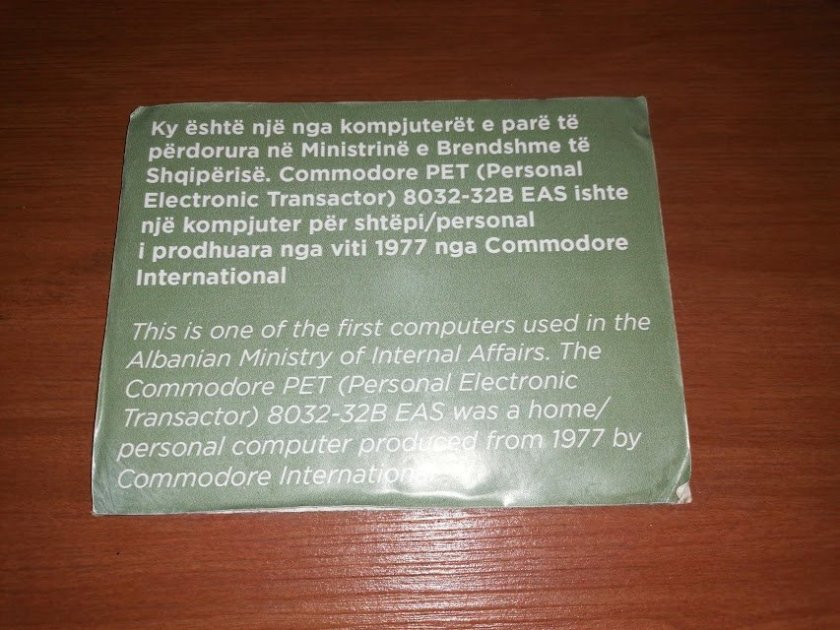 Ky është një nga kompjuterët e parë të
përdorura në Ministrinë e Brendshme të
Shqipërisë. Commodore PET (Personal
Electronic Transactor) 8032-32B EAS ishte
një kompjuter për shtëpi/personal
i prodhuara nga viti 1977 nga Commodore
International
This is one of the first computers used in the
Albanian Ministry of Internal Affairs. The
Commodore PET (Personal Electronic
Transactor) 8032-32B EAS was a home/
personal computer produced from 1977 by
Commodore International